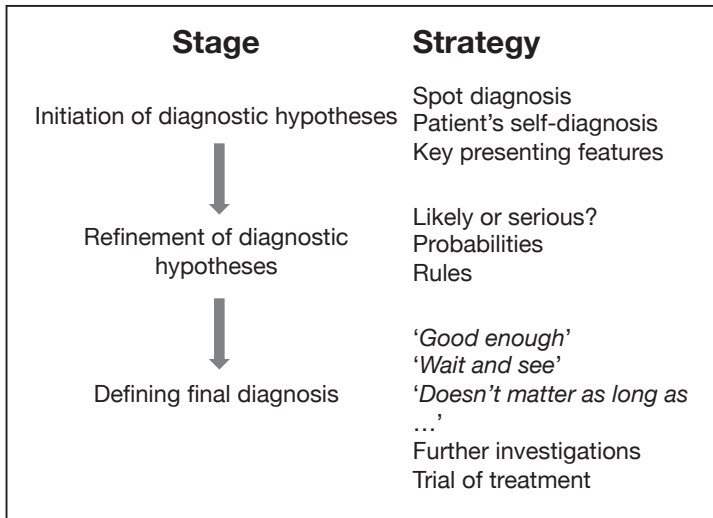 Stage
Strategy
Initiation of diagnostic hypotheses
Spot diagnosis
Patient’s self-diagnosis
Key presenting features
Refinement of diagnostic
hypotheses
Likely or serious?
Probabilities
Rules
Defining final diagnosis
‘Good enough’
‘Wait and see’
‘Doesn’t matter as long as
…’
Further investigations
Trial of treatment